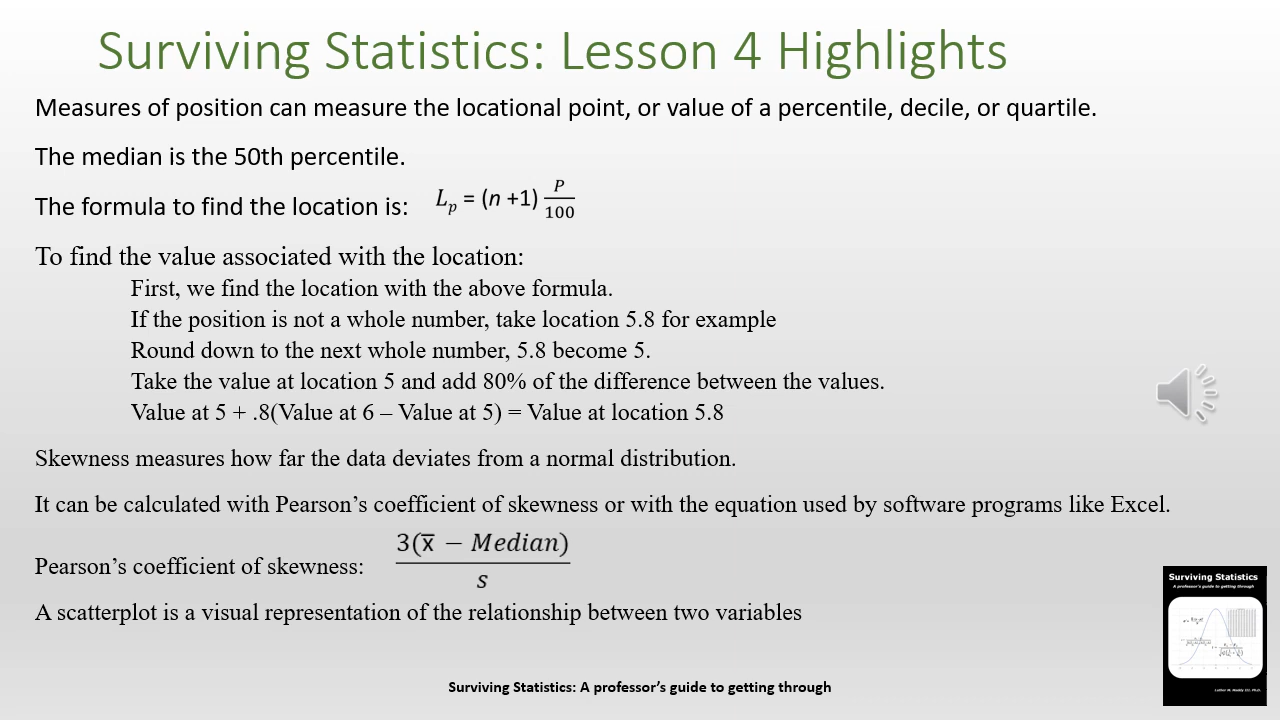 Surviving Statistics: Lesson 4 Highlights
Measures of position can measure the locational point, or value of a percentile, decile, or quartile.
The median is the 50th percentile.
The formula to find the location is: Lₚ = (n +1) P/100
To find the value associated with the location:
First, we find the location with the above formula.
If the position is not a whole number, take location 5.8 for example
Round down to the next whole number, 5.8 become 5.
Take the value at location 5 and add 80% of the difference between the values.
Value at 5 + .8(Value at 6 – Value at 5) = Value at location 5.8
Skewness measures how far the data deviates from a normal distribution.
It can be calculated with Pearson’s coefficient of skewness or with the equation used by software programs like Excel.
Pearson’s coefficient of skewness: 3(x̅ − Median)/s
A scatterplot is a visual representation of the relationship between two variables
Surviving Statistics
A professor's guide to getting through
Luther M. Maddy III, Ph.D.
Surviving Statistics: A professor’s guide to getting through